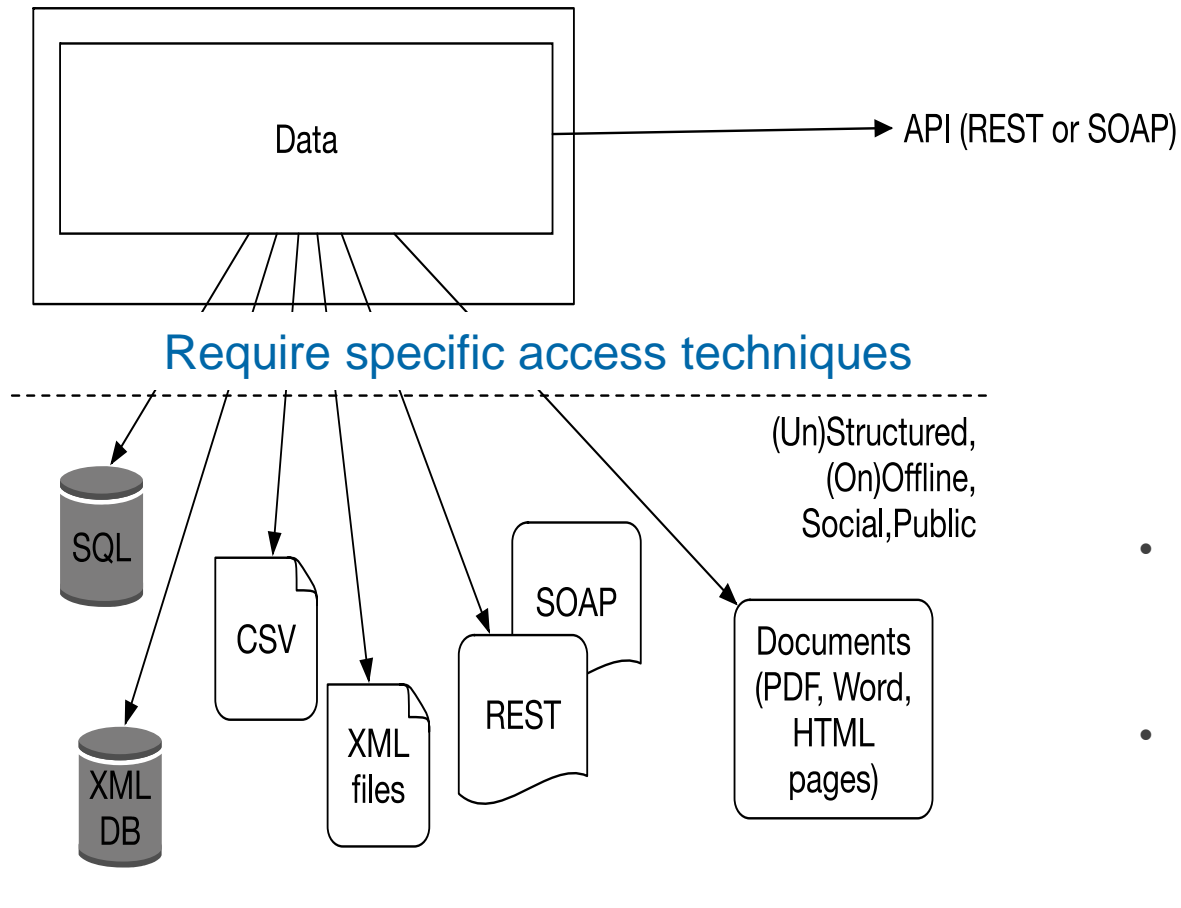 Data
API (REST or SOAP)
Require specific access techniques
(Un)Structured,
(On)Offline,
Social,Public
SQL
SOAP
CSV
Documents
(PDF, Word,
HTML
pages)
REST
XML
files
XML
DB
•
•